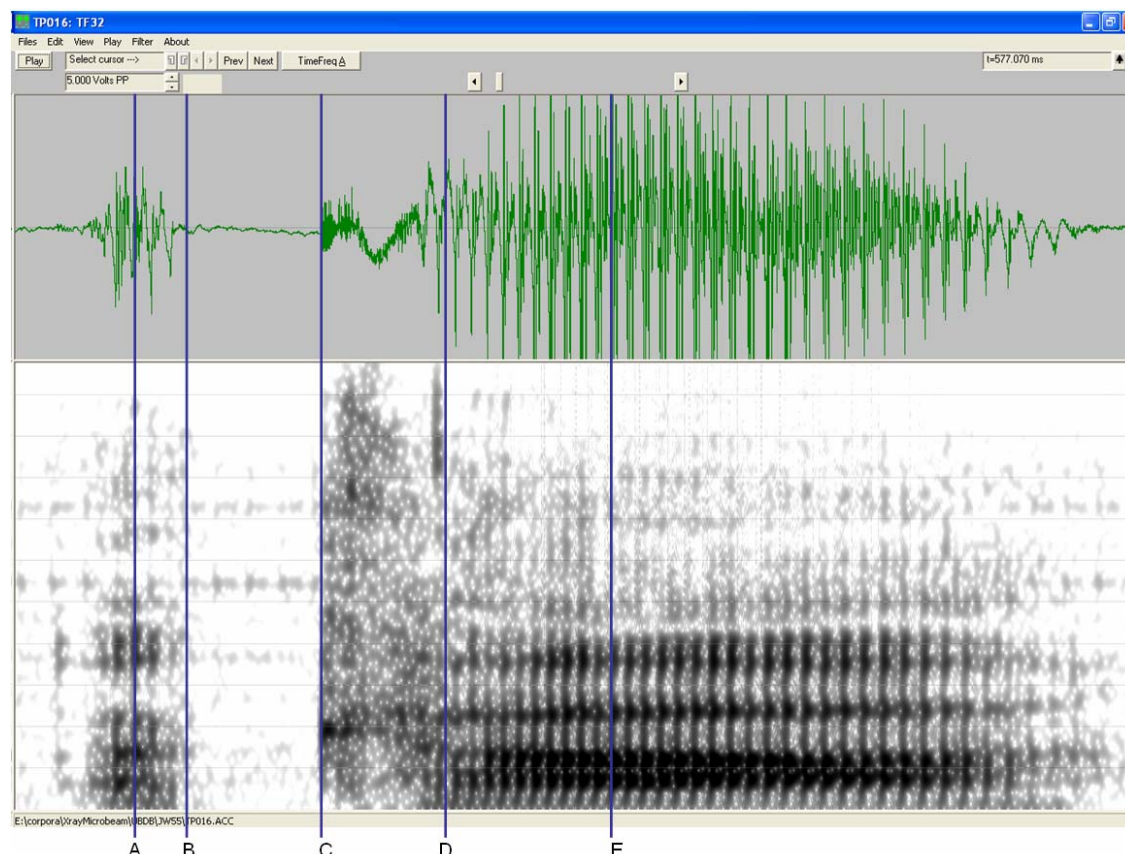 TP016: TF32
Files Edit View Play Filter About
Play Select cursor ---> Prev Next TimeFreq A t=577.070 ms
5.000 Volts PP
E:\corpora\XrayMicrobeam\UBDB\JW55\TP016.ACC
A B C D E